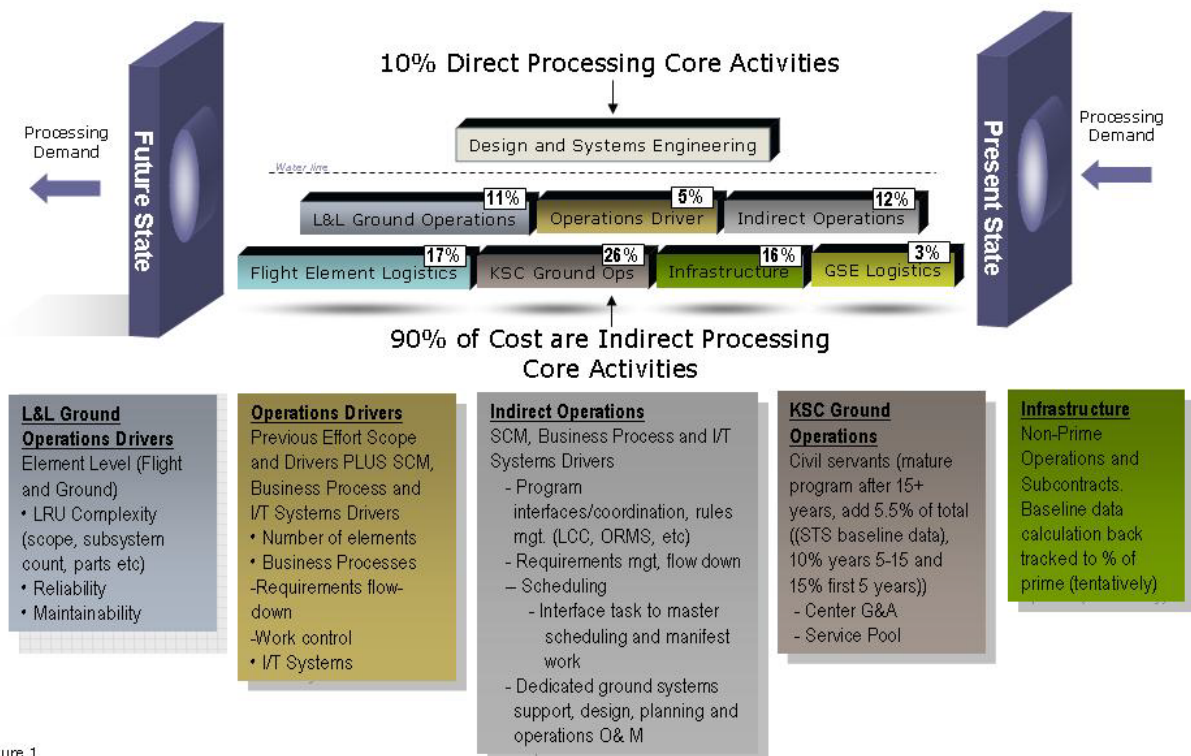 10% Direct Processing Core Activities
Processing
Demand
Future State
Present State
Processing
Demand
Design and Systems Engineering
Water line
11%
5%
12%
L&L Ground Operations
Operations Driver
Indirect Operations
17%
26%
16%
3%
Flight Element Logistics
KSC Ground Ops
Infrastructure
GSE Logistics
90% of Cost are Indirect Processing
Core Activities
L&L Ground
Operations Drivers
Element Level (Flight
and Ground)
• LRU Complexity
(scope, subsystem
count, parts etc)
• Reliability
• Maintainability
Operations Drivers
Previous Effort Scope
and Drivers PLUS SCM,
Business Process and
I/T Systems Drivers
• Number of elements
• Business Processes
-Requirements flow-
down
-Work control
• I/T Systems
Indirect Operations
SCM, Business Process and I/T
Systems Drivers
- Program
interfaces/coordination, rules
mgt. (LCC, ORMS, etc)
- Requirements mgt, flow down
– Scheduling
- Interface task to master
scheduling and manifest
work
- Dedicated ground systems
support, design, planning and
operations O& M
KSC Ground
Operations
Civil servants (mature
program after 15+
years, add 5.5% of total
((STS baseline data),
10% years 5-15 and
15% first 5 years))
- Center G&A
- Service Pool
Infrastructure
Non-Prime
Operations and
Subcontracts.
Baseline data
calculation back
tracked to % of
prime (tentatively)
ure 1